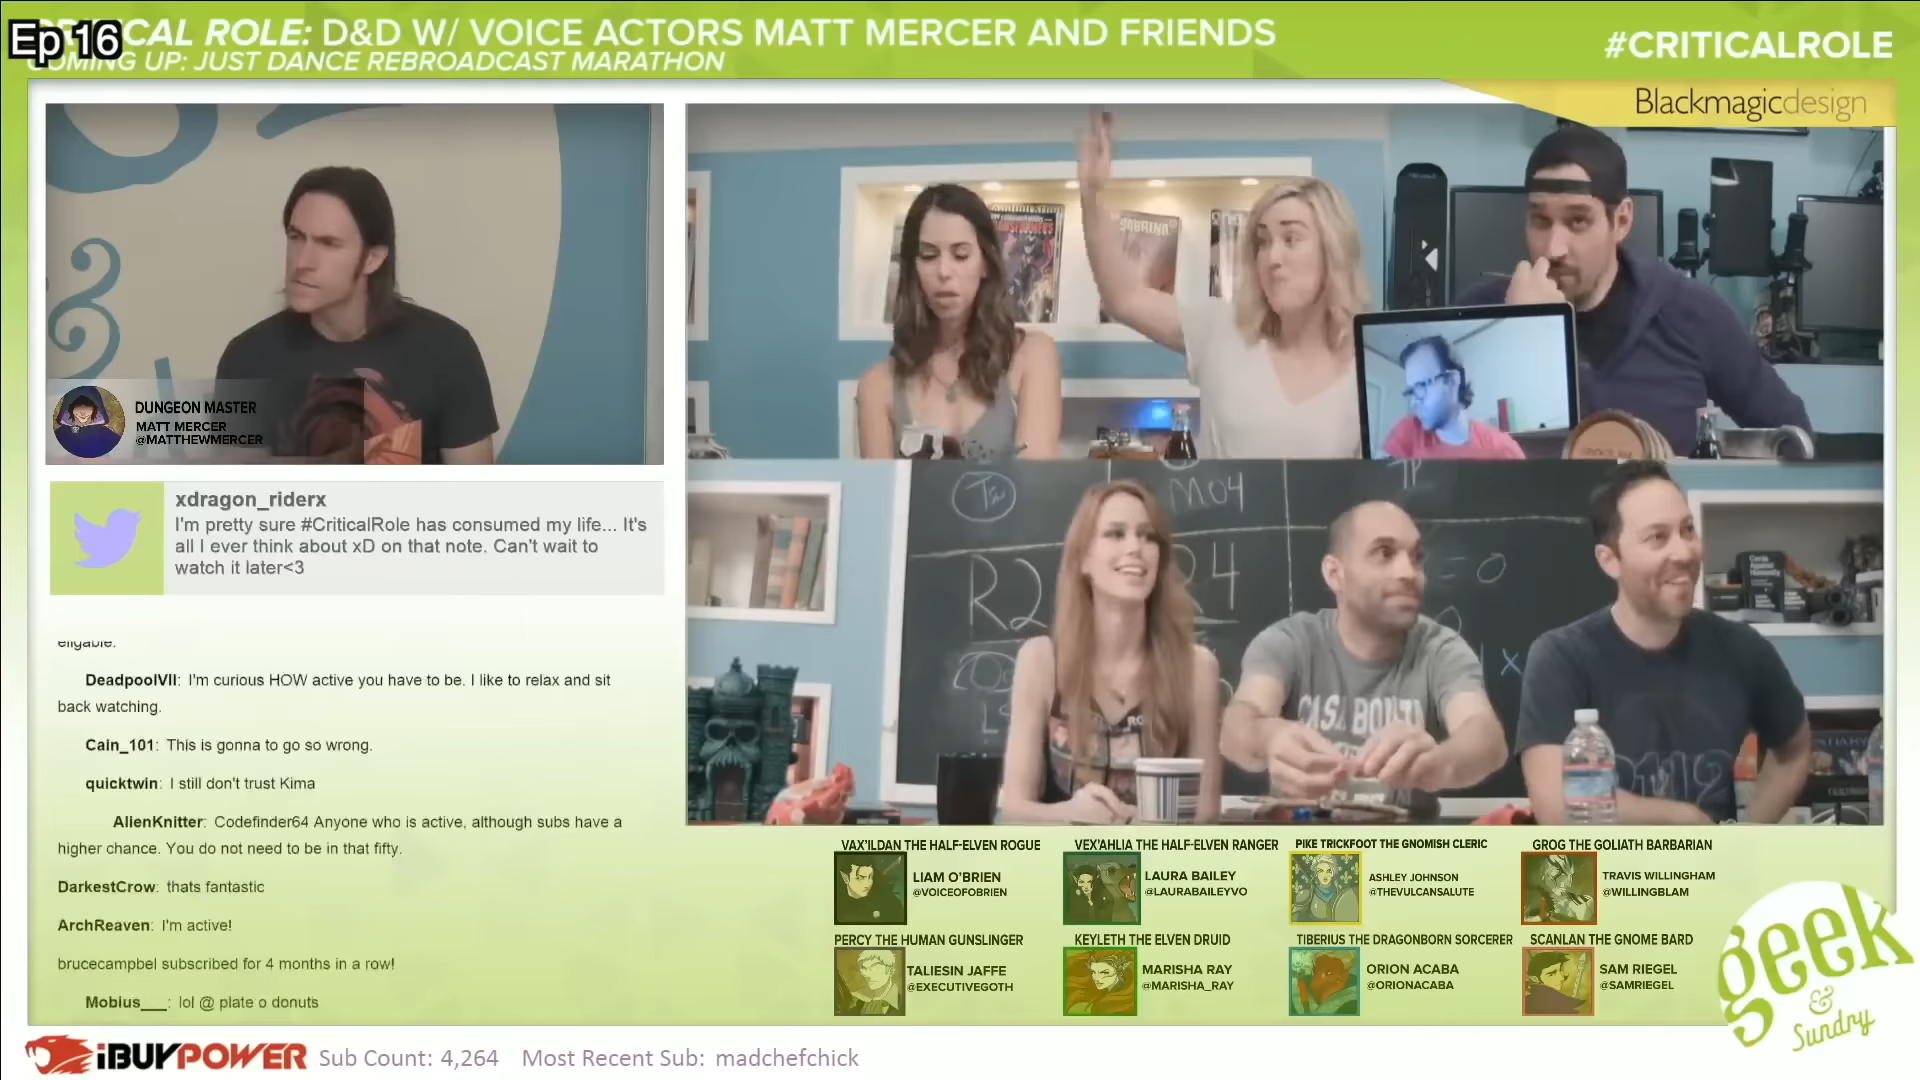 Ep 16
CRITICAL ROLE: D&D W/ VOICE ACTORS MATT MERCER AND FRIENDS
COMING UP: JUST DANCE REBROADCAST MARATHON
#CRITICALROLE
Blackmagicdesign
DUNGEON MASTER
MATT MERCER
@MATTHEWMERCER
xdragon_riderx
I'm pretty sure #CriticalRole has consumed my life... It's
all I ever think about xD on that note. Can't wait to
watch it later<3
eligable.
DeadpoolVII: I'm curious HOW active you have to be. I like to relax and sit
back watching.
Cain_101: This is gonna to go so wrong.
quicktwin: I still don't trust Kima
AlienKnitter: Codefinder64 Anyone who is active, although subs have a
higher chance. You do not need to be in that fifty.
DarkestCrow: thats fantastic
ArchReaven: I'm active!
brucecampbel subscribed for 4 months in a row!
Mobius___: lol @ plate o donuts
M04
R2
R4
=0
x
CASA BONITA
VAX'ILDAN THE HALF-ELVEN ROGUE
LIAM O'BRIEN
@VOICEOFOBRIEN
VEX'AHLIA THE HALF-ELVEN RANGER
LAURA BAILEY
@LAURABAILEYVO
PIKE TRICKFOOT THE GNOMISH CLERIC
ASHLEY JOHNSON
@THEVULCANSALUTE
GROG THE GOLIATH BARBARIAN
TRAVIS WILLINGHAM
@WILLINGBLAM
PERCY THE HUMAN GUNSLINGER
TALIESIN JAFFE
@EXECUTIVEGOTH
KEYLETH THE ELVEN DRUID
MARISHA RAY
@MARISHA_RAY
TIBERIUS THE DRAGONBORN SORCERER
ORION ACABA
@ORIONACABA
SCANLAN THE GNOME BARD
SAM RIEGEL
@SAMRIEGEL
geek
&
Sundry
iBUYPOWER
Sub Count: 4,264 Most Recent Sub: madchefchick